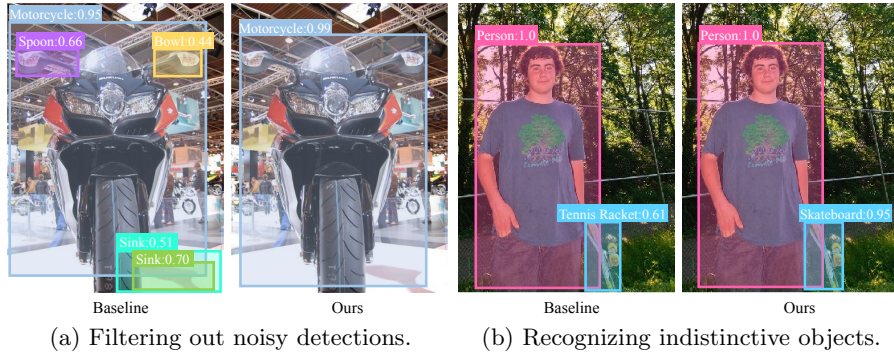 Motorcycle:0.95
Spoon:0.66
Bowl:0.44
Sink:0.51
Sink:0.70
Motorcycle:0.99
Person:1.0
Tennis Racket:0.61
Person:1.0
Skateboard:0.95
Baseline
Ours
Baseline
Ours
(a) Filtering out noisy detections.
(b) Recognizing indistinctive objects.